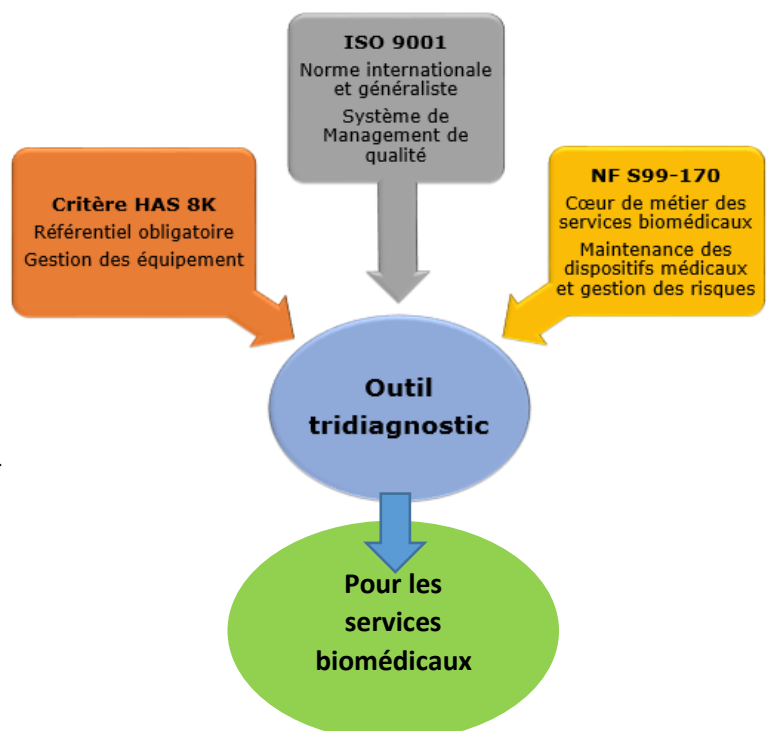 ISO 9001
Norme internationale
et généraliste
Système de
Management de
qualité
Critère HAS 8K
Référentiel obligatoire
Gestion des équipement
NF S99-170
Cœur de métier des
services biomédicaux
Maintenance des
dispositifs médicaux
et gestion des risques
Outil
tridiagnostic
Pour les
services
biomédicaux